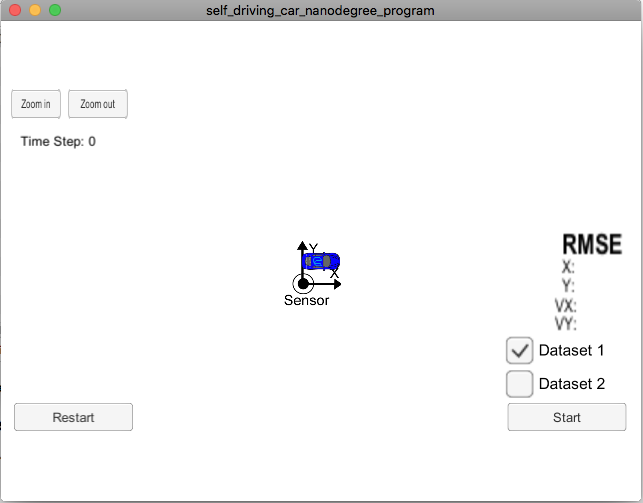 self_driving_car_nanodegree_program
Zoom in
Zoom out
Time Step: 0
Y
X
Sensor
RMSE
X:
Y:
VX:
VY:
Dataset 1
Dataset 2
Restart
Start